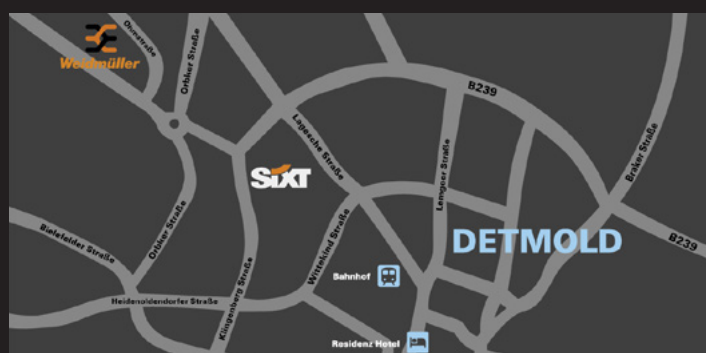 Weidmüller
Ohmstraße
Orbker Straße
B239
Lagesche Straße
SIXT
Lemgoer Straße
Braker Straße
Bielefelder Straße
Orbker Straße
Wittekind Straße
DETMOLD
B239
Bahnhof
Heidenoldendorfer Straße
Klingenberg Straße
Residenz Hotel